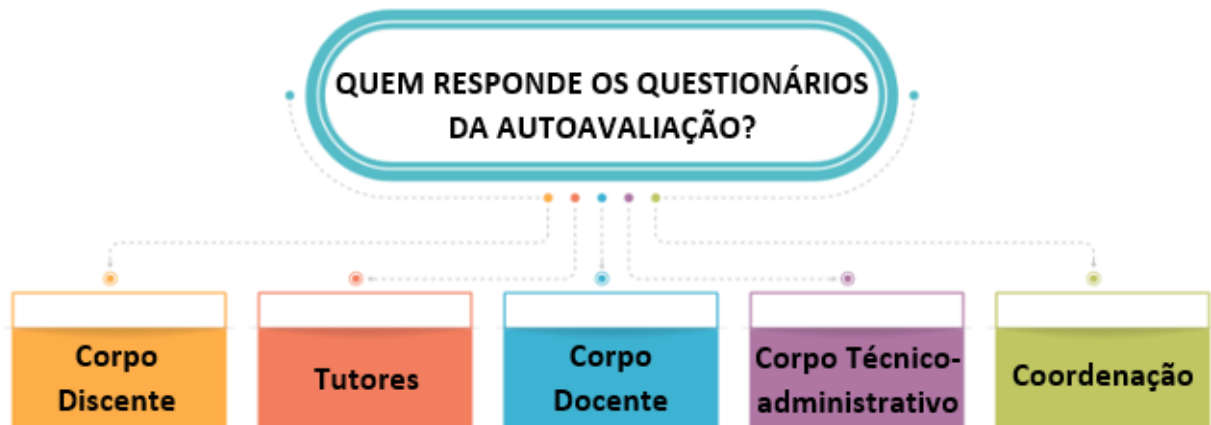 QUEM RESPONDE OS QUESTIONÁRIOS
DA AUTOAVALIAÇÃO?
Corpo
Discente
Tutores
Corpo
Docente
Corpo Técnico-
administrativo
Coordenação